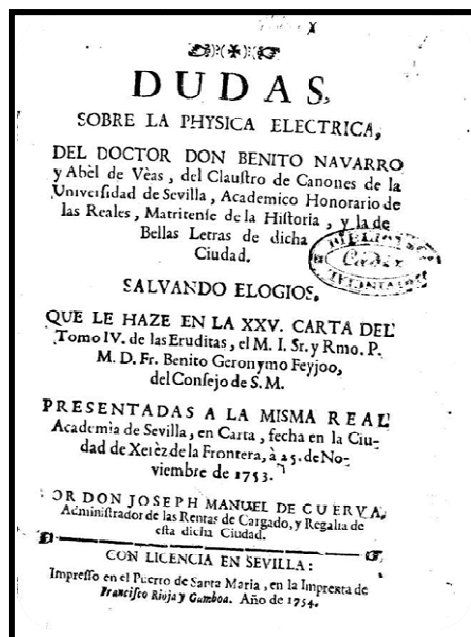 DUDAS,
SOBRE LA PHYSICA ELECTRICA,
DEL DOCTOR DON BENITO NAVARRO
y Abèl de Vèas, del Clauſtro de Canones de la
Univerſidad de Sevilla, Academico Honorario de
las Reales, Matritenſe de la Hiſtoria, y la de
Bellas Letras de dicha
Ciudad.
Cadiz
SALVANDO ELOGIOS,
QUE LE HAZE EN LA XXV. CARTA DEL
Tomo IV. de las Eruditas, el M. I. Sr. y Rmo. P.
M. D. Fr. Benito Geronymo Feyjoo,
del Conſejo de S. M.
PRESENTADAS A LA MISMA REAL
Academia de Sevilla, en Carta, fecha en la Ciu-
dad de Xerèz de la Frontera, à 25. de No-
viembre de 1753.
OR DON JOSEPH MANUEL DE CUERVA,
Adminiſtrador de las Rentas de Cargado, y Regalia de
eſta dicha Ciudad.
CON LICENCIA EN SEVILLA:
Impreſſo en el Puerto de Santa Maria, en la Imprenta de
Franciſco Rioja y Gamboa. Año de 1754.